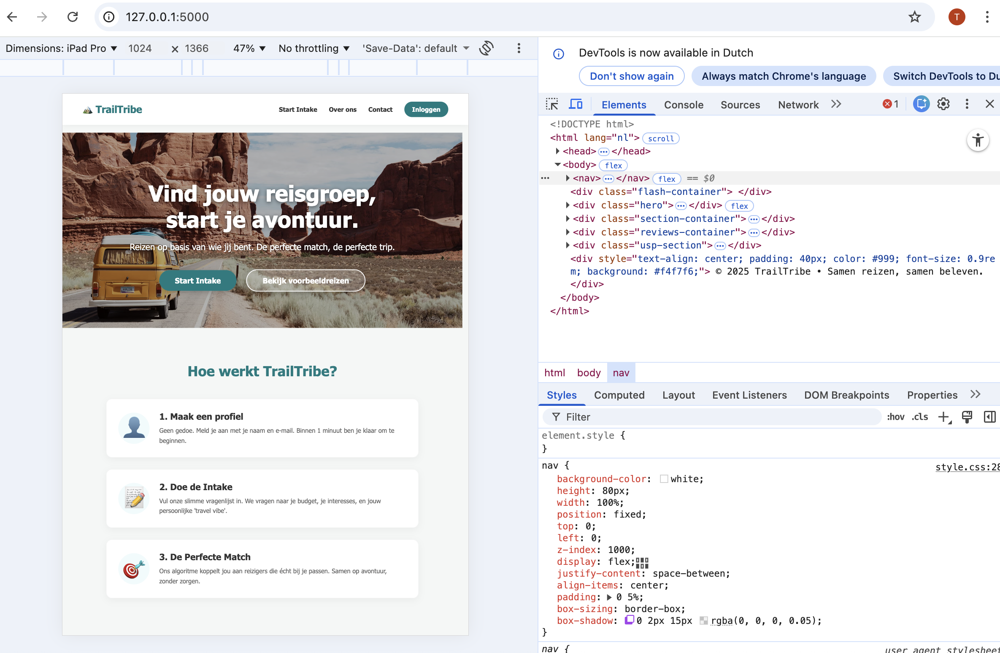 127.0.0.1:5000
T
Dimensions: iPad Pro 1024 × 1366 47% No throttling 'Save-Data': default
TrailTribe
Start Intake Over ons Contact Inloggen
Vind jouw reisgroep,
start je avontuur.
Reizen op basis van wie jij bent. De perfecte match, de perfecte trip.
EXPLORE
Start Intake Bekijk voorbeeldreizen
Hoe werkt TrailTribe?
1. Maak een profiel
Geen gedoe. Meld je aan met je naam en e-mail. Binnen 1 minuut ben je klaar om te
beginnen.
2. Doe de Intake
Vul onze slimme vragenlijst in. We vragen naar je budget, je interesses, en jouw
persoonlijke 'travel vibe'.
3. De Perfecte Match
Ons algoritme koppelt jou aan reizigers die écht bij je passen. Samen op avontuur,
zonder zorgen.
DevTools is now available in Dutch
Don't show again Always match Chrome's language Switch DevTools to Du
Elements Console Sources Network 1
<!DOCTYPE html>
<html lang="nl"> scroll
<head> … </head>
<body> flex
… <nav> … </nav> flex == $0
<div class="flash-container"> </div>
<div class="hero"> … </div> flex
<div class="section-container"> … </div>
<div class="reviews-container"> … </div>
<div class="usp-section"> … </div>
<div style="text-align: center; padding: 40px; color: #999; font-size: 0.9re
m; background: #f4f7f6;"> © 2025 TrailTribe • Samen reizen, samen beleven.
</div>
</body>
</html>
html body nav
Styles Computed Layout Event Listeners DOM Breakpoints Properties
Filter :hov .cls
element.style {
}
nav { style.css:28
background-color: white;
height: 80px;
width: 100%;
position: fixed;
top: 0;
left: 0;
z-index: 1000;
display: flex;
justify-content: space-between;
align-items: center;
padding: 0 5%;
box-sizing: border-box;
box-shadow: 0 2px 15px rgba(0, 0, 0, 0.05);
}
nav { user agent stylesheet